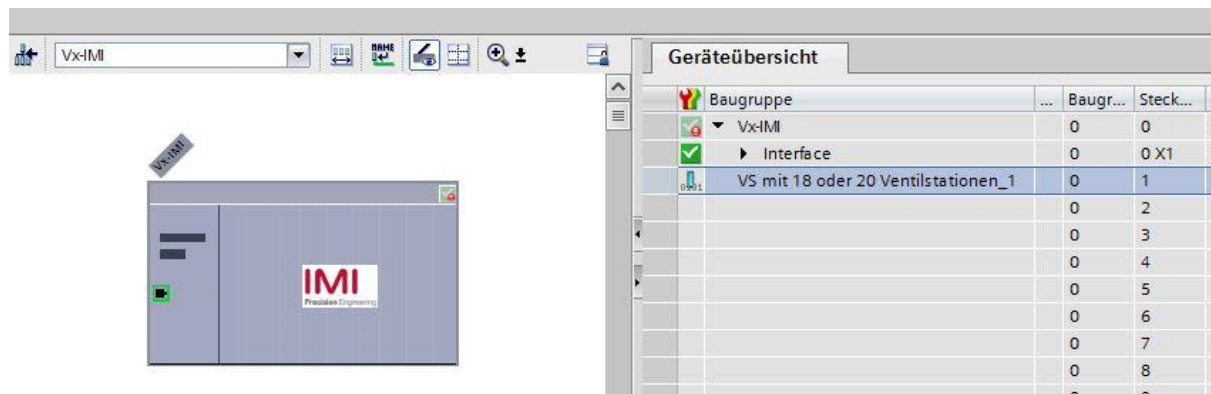 Vx-IMI
NAME
Geräteübersicht
Baugruppe ... Baugr... Steck...
Vx-IMI 0 0
Interface 0 0 X1
VS mit 18 oder 20 Ventilstationen_1 0 1
0 2
0 3
0 4
0 5
0 6
0 7
0 8
Vx-IMI
IMI
Precision Engineering